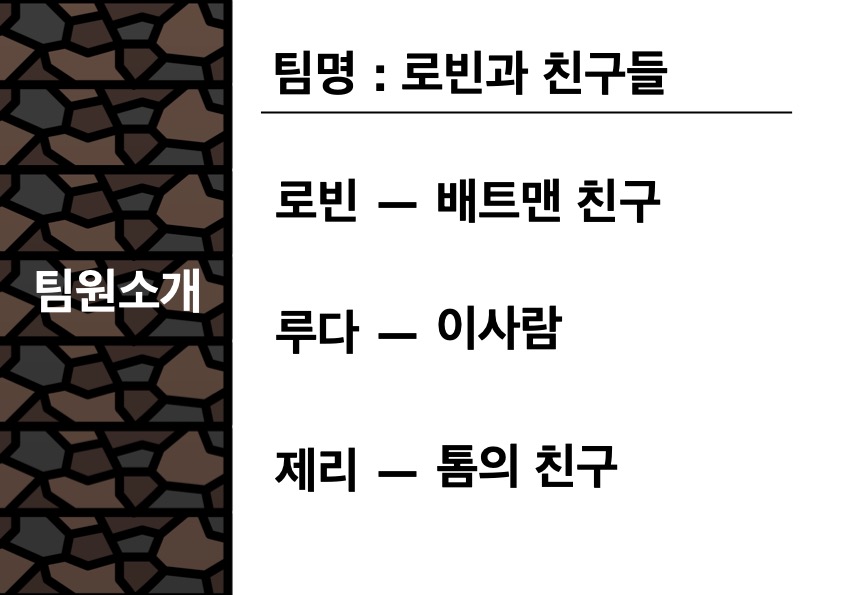 팀원소개
팀명 : 로빈과 친구들
로빈 – 배트맨 친구
루다 – 이사람
제리 – 톰의 친구